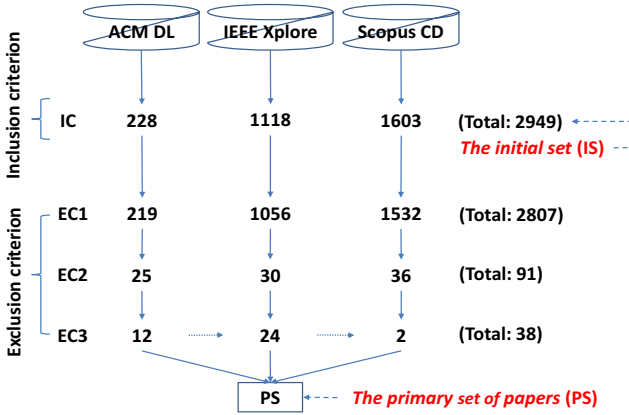 ACM DL IEEE Xplore Scopus CD
Inclusion criterion
IC 228 1118 1603 (Total: 2949)
The initial set (IS)
Exclusion criterion
EC1 219 1056 1532 (Total: 2807)
EC2 25 30 36 (Total: 91)
EC3 12 24 2 (Total: 38)
PS The primary set of papers (PS)